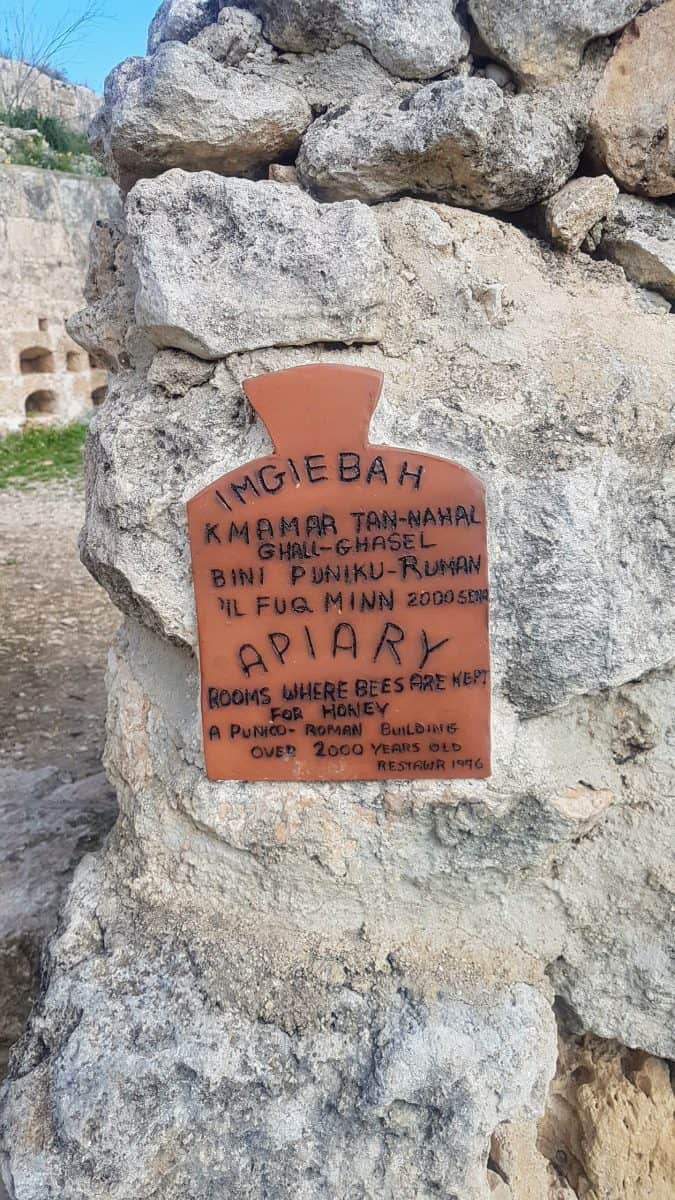 IMGIEBAH
KMAMAR TAN-NAHAL
GHALL-GHASEL
BINI PUNIKU-RUMAN
'IL FUQ MINN 2000 SENA
APIARY
ROOMS WHERE BEES ARE KEPT
FOR HONEY
A PUNICO-ROMAN BUILDING
OVER 2000 YEARS OLD
RESTAWR 1976